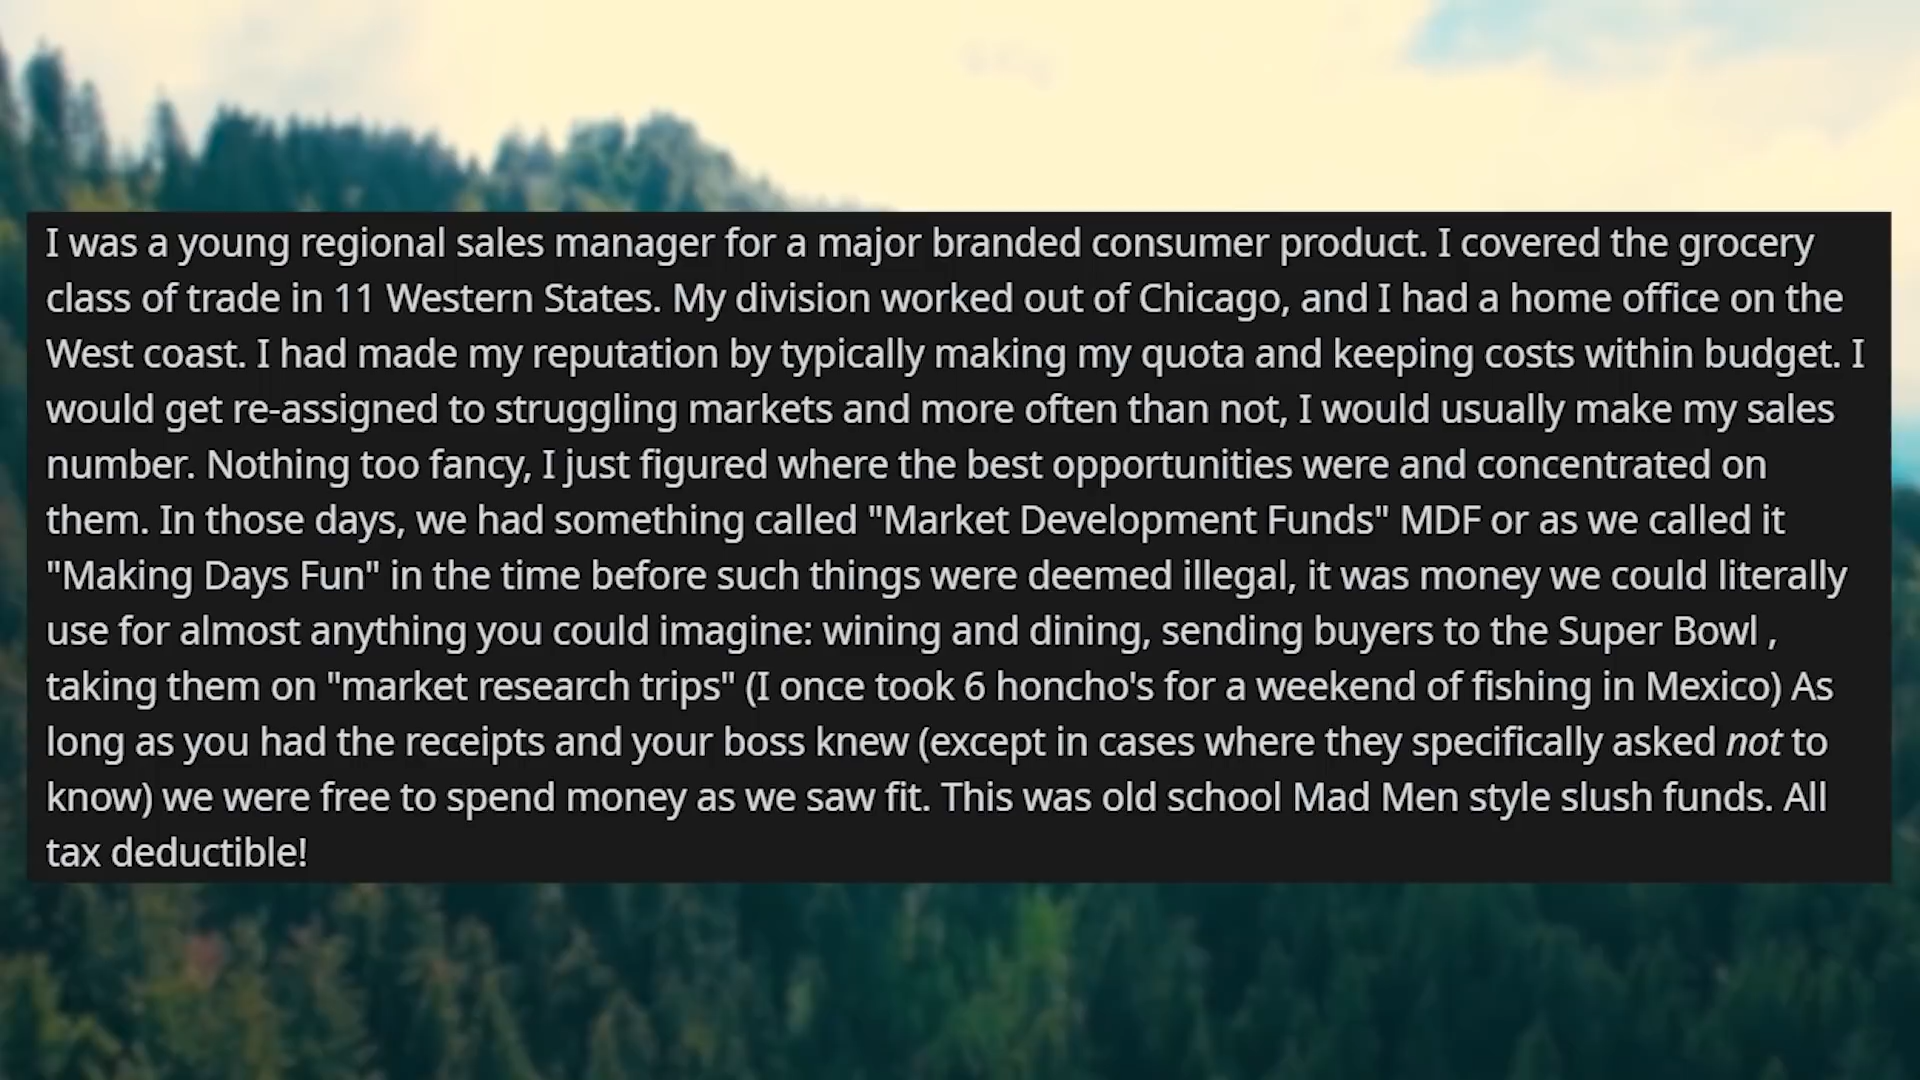 I was a young regional sales manager for a major branded consumer product. I covered the grocery
class of trade in 11 Western States. My division worked out of Chicago, and I had a home office on the
West coast. I had made my reputation by typically making my quota and keeping costs within budget. I
would get re-assigned to struggling markets and more often than not, I would usually make my sales
number. Nothing too fancy, I just figured where the best opportunities were and concentrated on
them. In those days, we had something called "Market Development Funds" MDF or as we called it
"Making Days Fun" in the time before such things were deemed illegal, it was money we could literally
use for almost anything you could imagine: wining and dining, sending buyers to the Super Bowl ,
taking them on "market research trips" (I once took 6 honcho's for a weekend of fishing in Mexico) As
long as you had the receipts and your boss knew (except in cases where they specifically asked not to
know) we were free to spend money as we saw fit. This was old school Mad Men style slush funds. All
tax deductible!